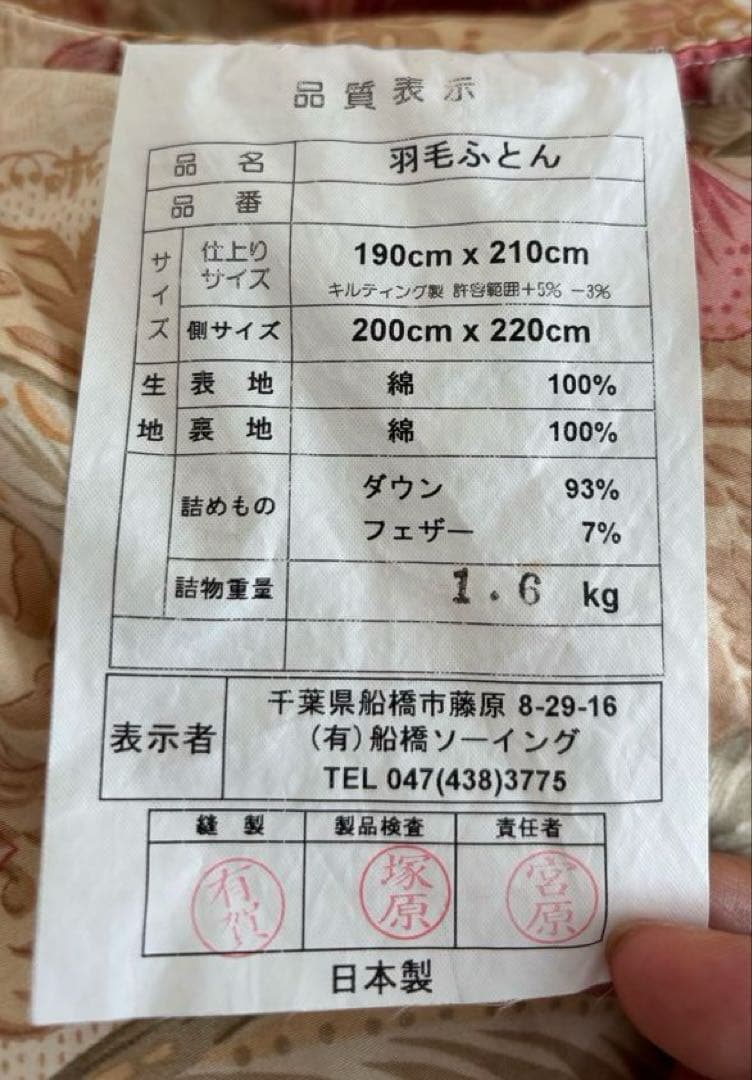 品質表示
品 名 羽毛ふとん
品 番
サイズ
仕上り
サイズ
190cm x 210cm
キルティング製 許容範囲+5% -3%
側サイズ 200cm x 220cm
生地
表 地 綿 100%
裏 地 綿 100%
詰めもの
ダウン 93%
フェザー 7%
詰物重量 1.6 kg
表示者
千葉県船橋市藤原 8-29-16
(有)船橋ソーイング
TEL 047(438)3775
縫 製 製品検査 責任者
有賀 塚原 宮原
日本製